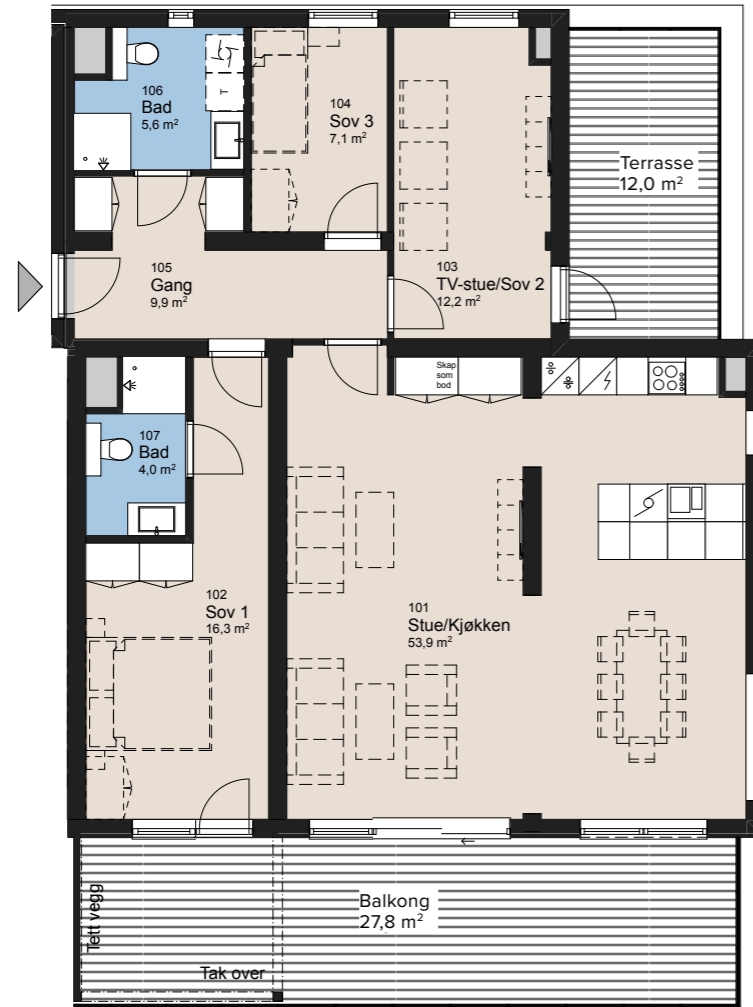 106
Bad
5,6 m²
T
104
Sov 3
7,1 m²
Terrasse
12,0 m²
105
Gang
9,9 m²
103
TV-stue/Sov 2
12,2 m²
Skap
som
bod
107
Bad
4,0 m²
102
Sov 1
16,3 m²
101
Stue/Kjøkken
53,9 m²
Balkong
27,8 m²
Tett vegg
Tak over